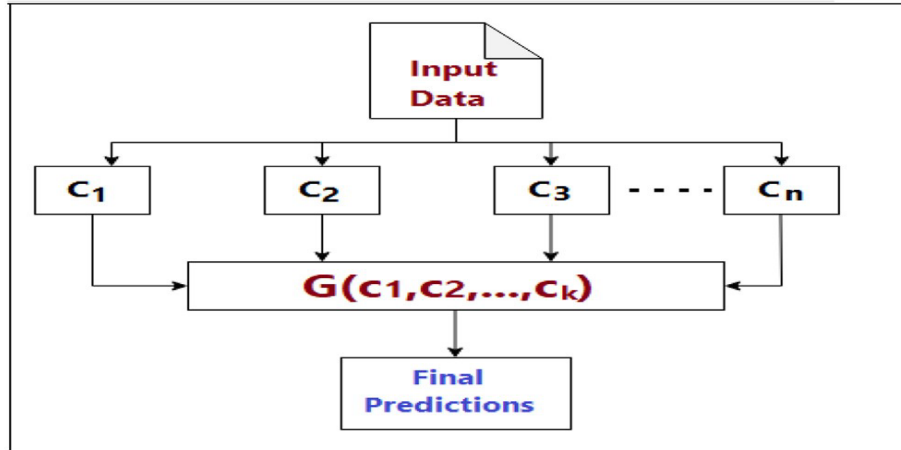 Input
Data
C1
C2
C3
- - - -
Cn
G(c1,c2,...,ck)
Final
Predictions